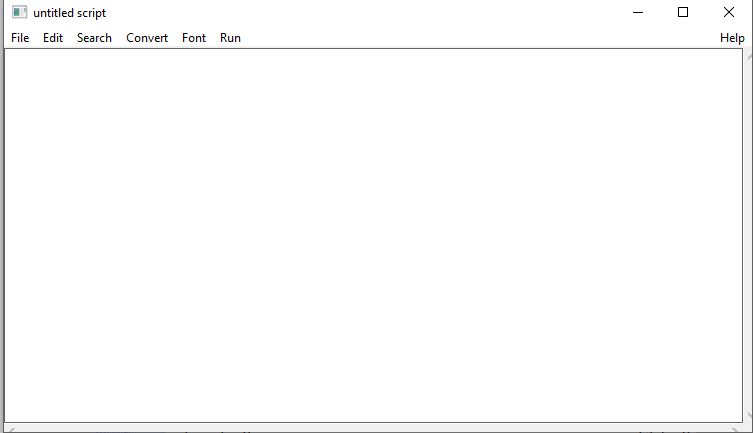 untitled script
File Edit Search Convert Font Run Help